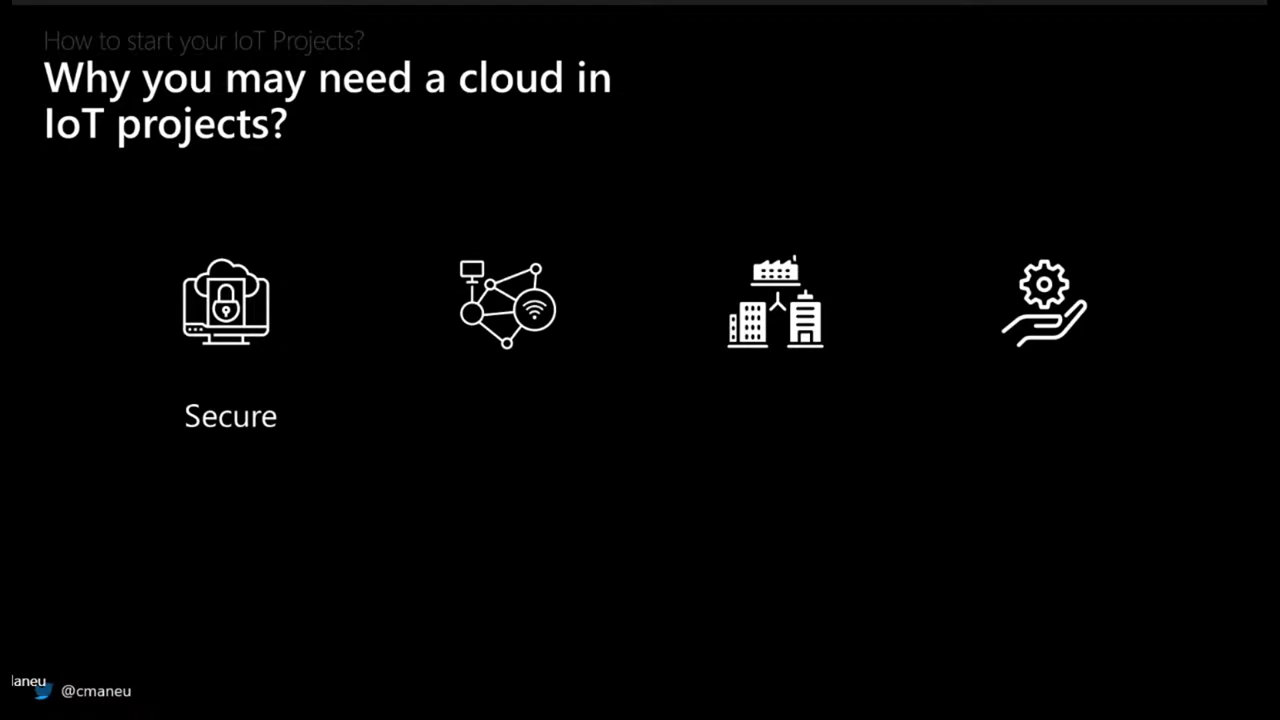 How to start your IoT Projects?
Why you may need a cloud in
IoT projects?
Secure
laneu
@cmaneu